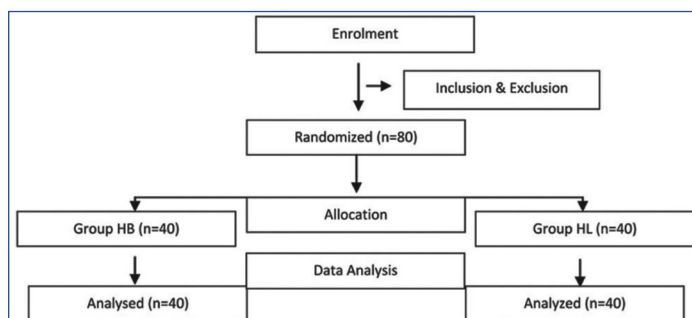 Enrolment
Inclusion & Exclusion
Randomized (n=80)
Allocation
Group HB (n=40)
Group HL (n=40)
Data Analysis
Analysed (n=40)
Analyzed (n=40)